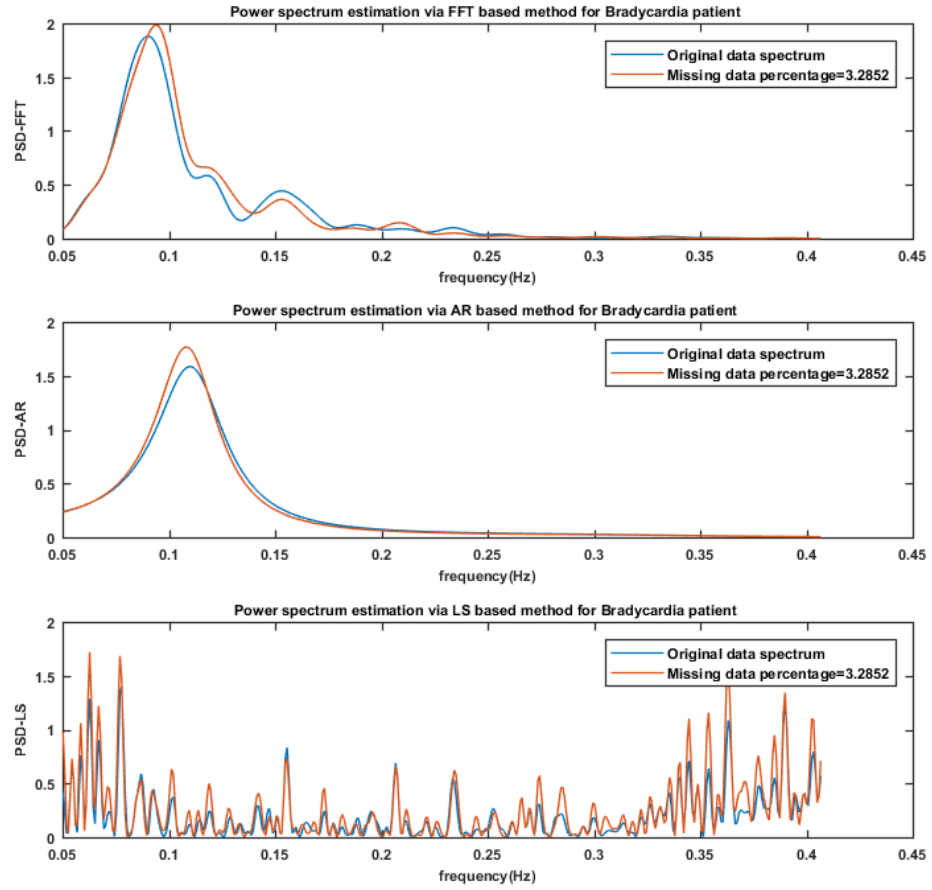 Power spectrum estimation via FFT based method for Bradycardia patient
2
1.5
1
0.5
0
PSD-FFT
Original data spectrum
Missing data percentage=3.2852
0.05 0.1 0.15 0.2 0.25 0.3 0.35 0.4 0.45
frequency(Hz)
Power spectrum estimation via AR based method for Bradycardia patient
2
1.5
1
0.5
0
PSD-AR
Original data spectrum
Missing data percentage=3.2852
0.05 0.1 0.15 0.2 0.25 0.3 0.35 0.4 0.45
frequency(Hz)
Power spectrum estimation via LS based method for Bradycardia patient
2
1.5
1
0.5
0
PSD-LS
Original data spectrum
Missing data percentage=3.2852
0.05 0.1 0.15 0.2 0.25 0.3 0.35 0.4 0.45
frequency(Hz)